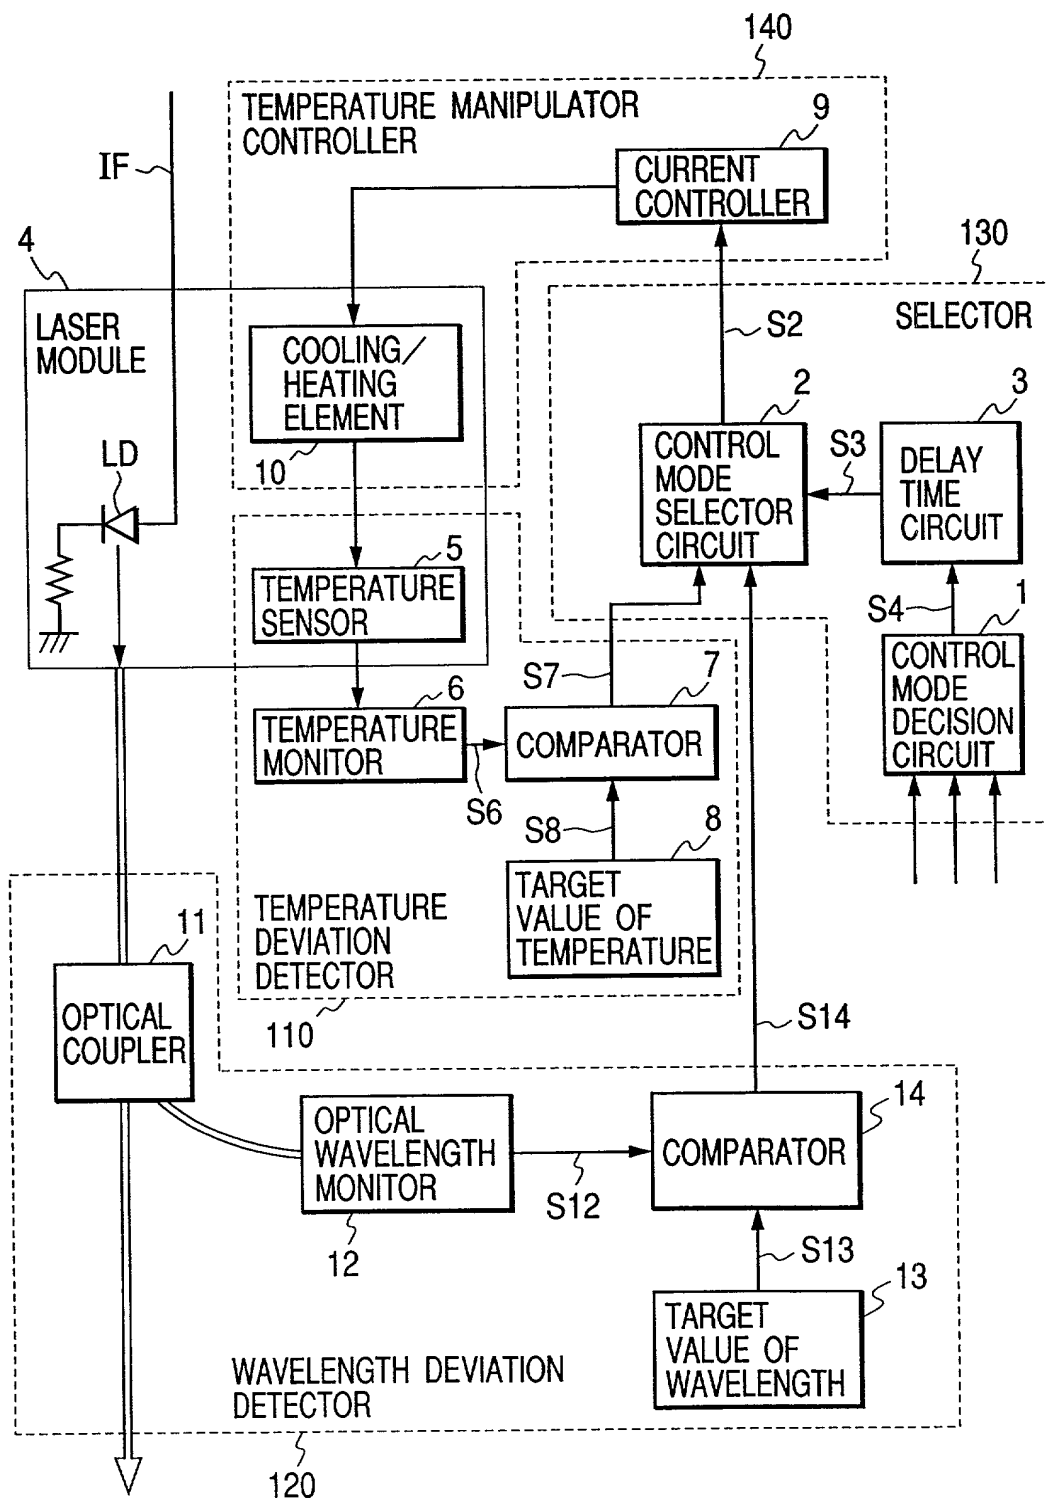 140
TEMPERATURE MANIPULATOR
CONTROLLER
9
IF
CURRENT
CONTROLLER
4
130
LASER
MODULE
SELECTOR
S2
COOLING/
HEATING
ELEMENT
10
2
3
LD
CONTROL
MODE
SELECTOR
CIRCUIT
S3
DELAY
TIME
CIRCUIT
5
TEMPERATURE
SENSOR
S4
1
CONTROL
MODE
DECISION
CIRCUIT
S7
6
7
TEMPERATURE
MONITOR
COMPARATOR
S6
S8
8
TARGET
VALUE OF
TEMPERATURE
TEMPERATURE
DEVIATION
DETECTOR
110
11
OPTICAL
COUPLER
S14
14
OPTICAL
WAVELENGTH
MONITOR
COMPARATOR
S12
12
S13
13
TARGET
VALUE OF
WAVELENGTH
WAVELENGTH DEVIATION
DETECTOR
120